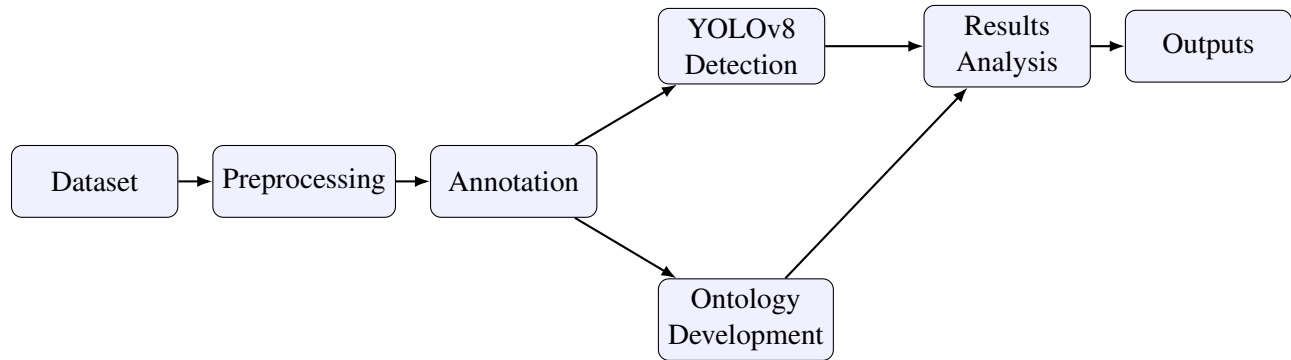 Dataset
Preprocessing
Annotation
YOLOv8
Detection
Ontology
Development
Results
Analysis
Outputs